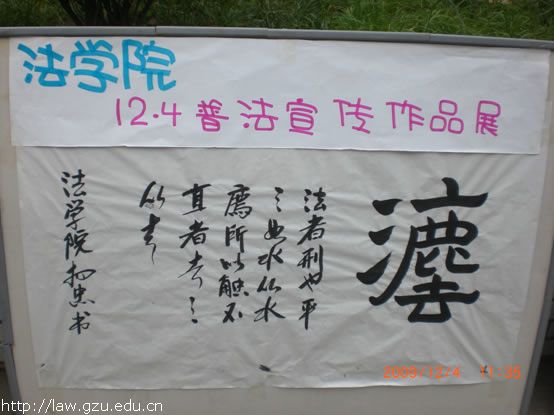 法学院
12·4普法宣传作品展
灋
法者刑也平
之如水从水
廌所以触不
直者去之
从去
法学院 忠书
2009/12/4 11:35
http://law.gzu.edu.cn